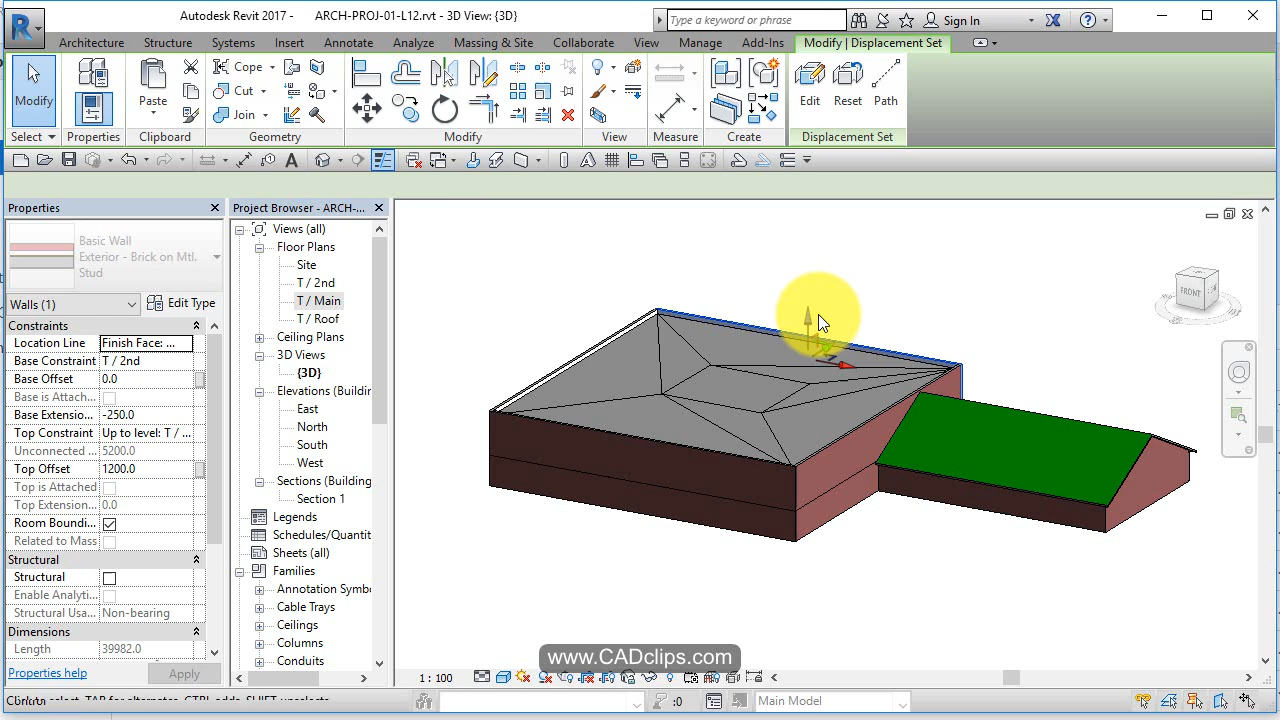 Autodesk Revit 2017 - ARCH-PROJ-01-L12.rvt - 3D View: {3D}
Type a keyword or phrase
Sign In
Architecture Structure Systems Insert Annotate Analyze Massing & Site Collaborate View Manage Add-Ins Modify | Displacement Set
Modify
Paste
Cope
Cut
Join
Edit Reset Path
Select Properties Clipboard Geometry Modify View Measure Create Displacement Set
Properties
Project Browser - ARCH-...
Basic Wall
Exterior - Brick on Mtl.
Stud
Walls (1)
Edit Type
Constraints
Location Line Finish Face: ...
Base Constraint T / 2nd
Base Offset 0.0
Base is Attach...
Base Extensio... -250.0
Top Constraint Up to level: T / ...
Unconnected ... 5200.0
Top Offset 1200.0
Top is Attached
Top Extension... 0.0
Room Boundi...
Related to Mass
Structural
Structural
Enable Analyti...
Structural Usa... Non-bearing
Dimensions
Length 39982.0
Properties help
Apply
Views (all)
Floor Plans
Site
T / 2nd
T / Main
T / Roof
Ceiling Plans
3D Views
{3D}
Elevations (Building
East
North
South
West
Sections (Building
Section 1
Legends
Schedules/Quantit
Sheets (all)
Families
Annotation Symb
Cable Trays
Ceilings
Columns
Conduits
FRONT
www.CADclips.com
1 : 100
:0
Main Model